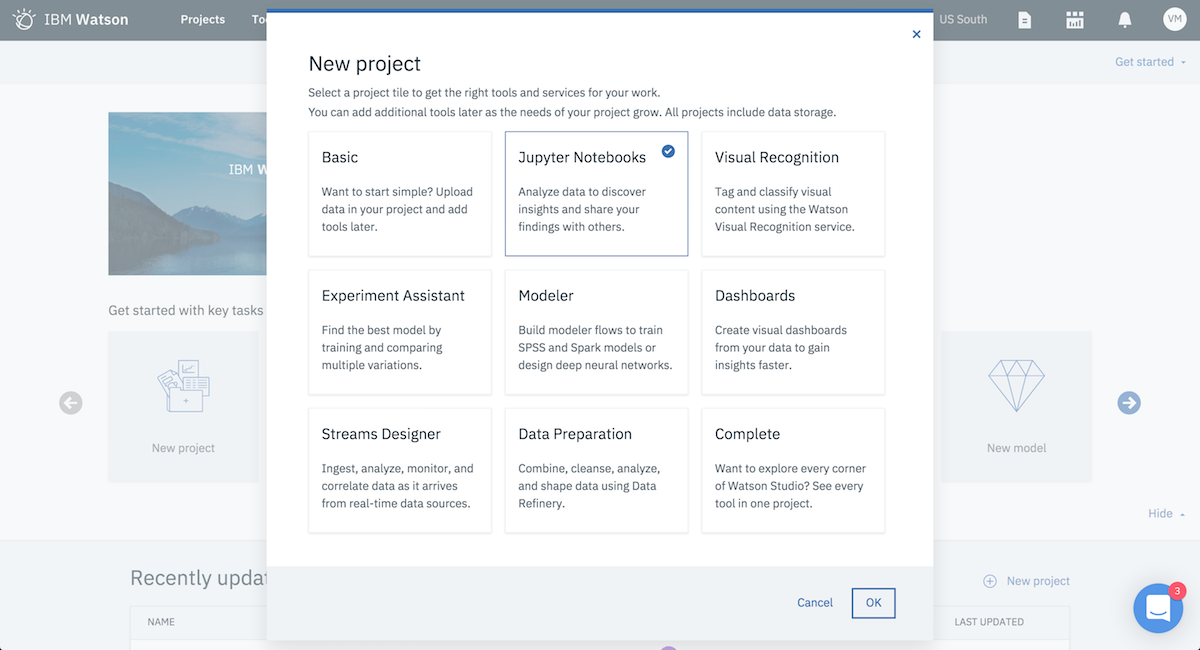 IBM Watson
Projects
US South
VM
Get started
IBM
Get started with key tasks
New project
New model
Hide
New project
NAME
LAST UPDATED
3
New project
Select a project tile to get the right tools and services for your work.
You can add additional tools later as the needs of your project grow. All projects include data storage.
Basic
Want to start simple? Upload
data in your project and add
tools later.
Jupyter Notebooks
Analyze data to discover
insights and share your
findings with others.
Visual Recognition
Tag and classify visual
content using the Watson
Visual Recognition service.
Experiment Assistant
Find the best model by
training and comparing
multiple variations.
Modeler
Build modeler flows to train
SPSS and Spark models or
design deep neural networks.
Dashboards
Create visual dashboards
from your data to gain
insights faster.
Streams Designer
Ingest, analyze, monitor, and
correlate data as it arrives
from real-time data sources.
Data Preparation
Combine, cleanse, analyze,
and shape data using Data
Refinery.
Complete
Want to explore every corner
of Watson Studio? See every
tool in one project.
Cancel
OK
Recently